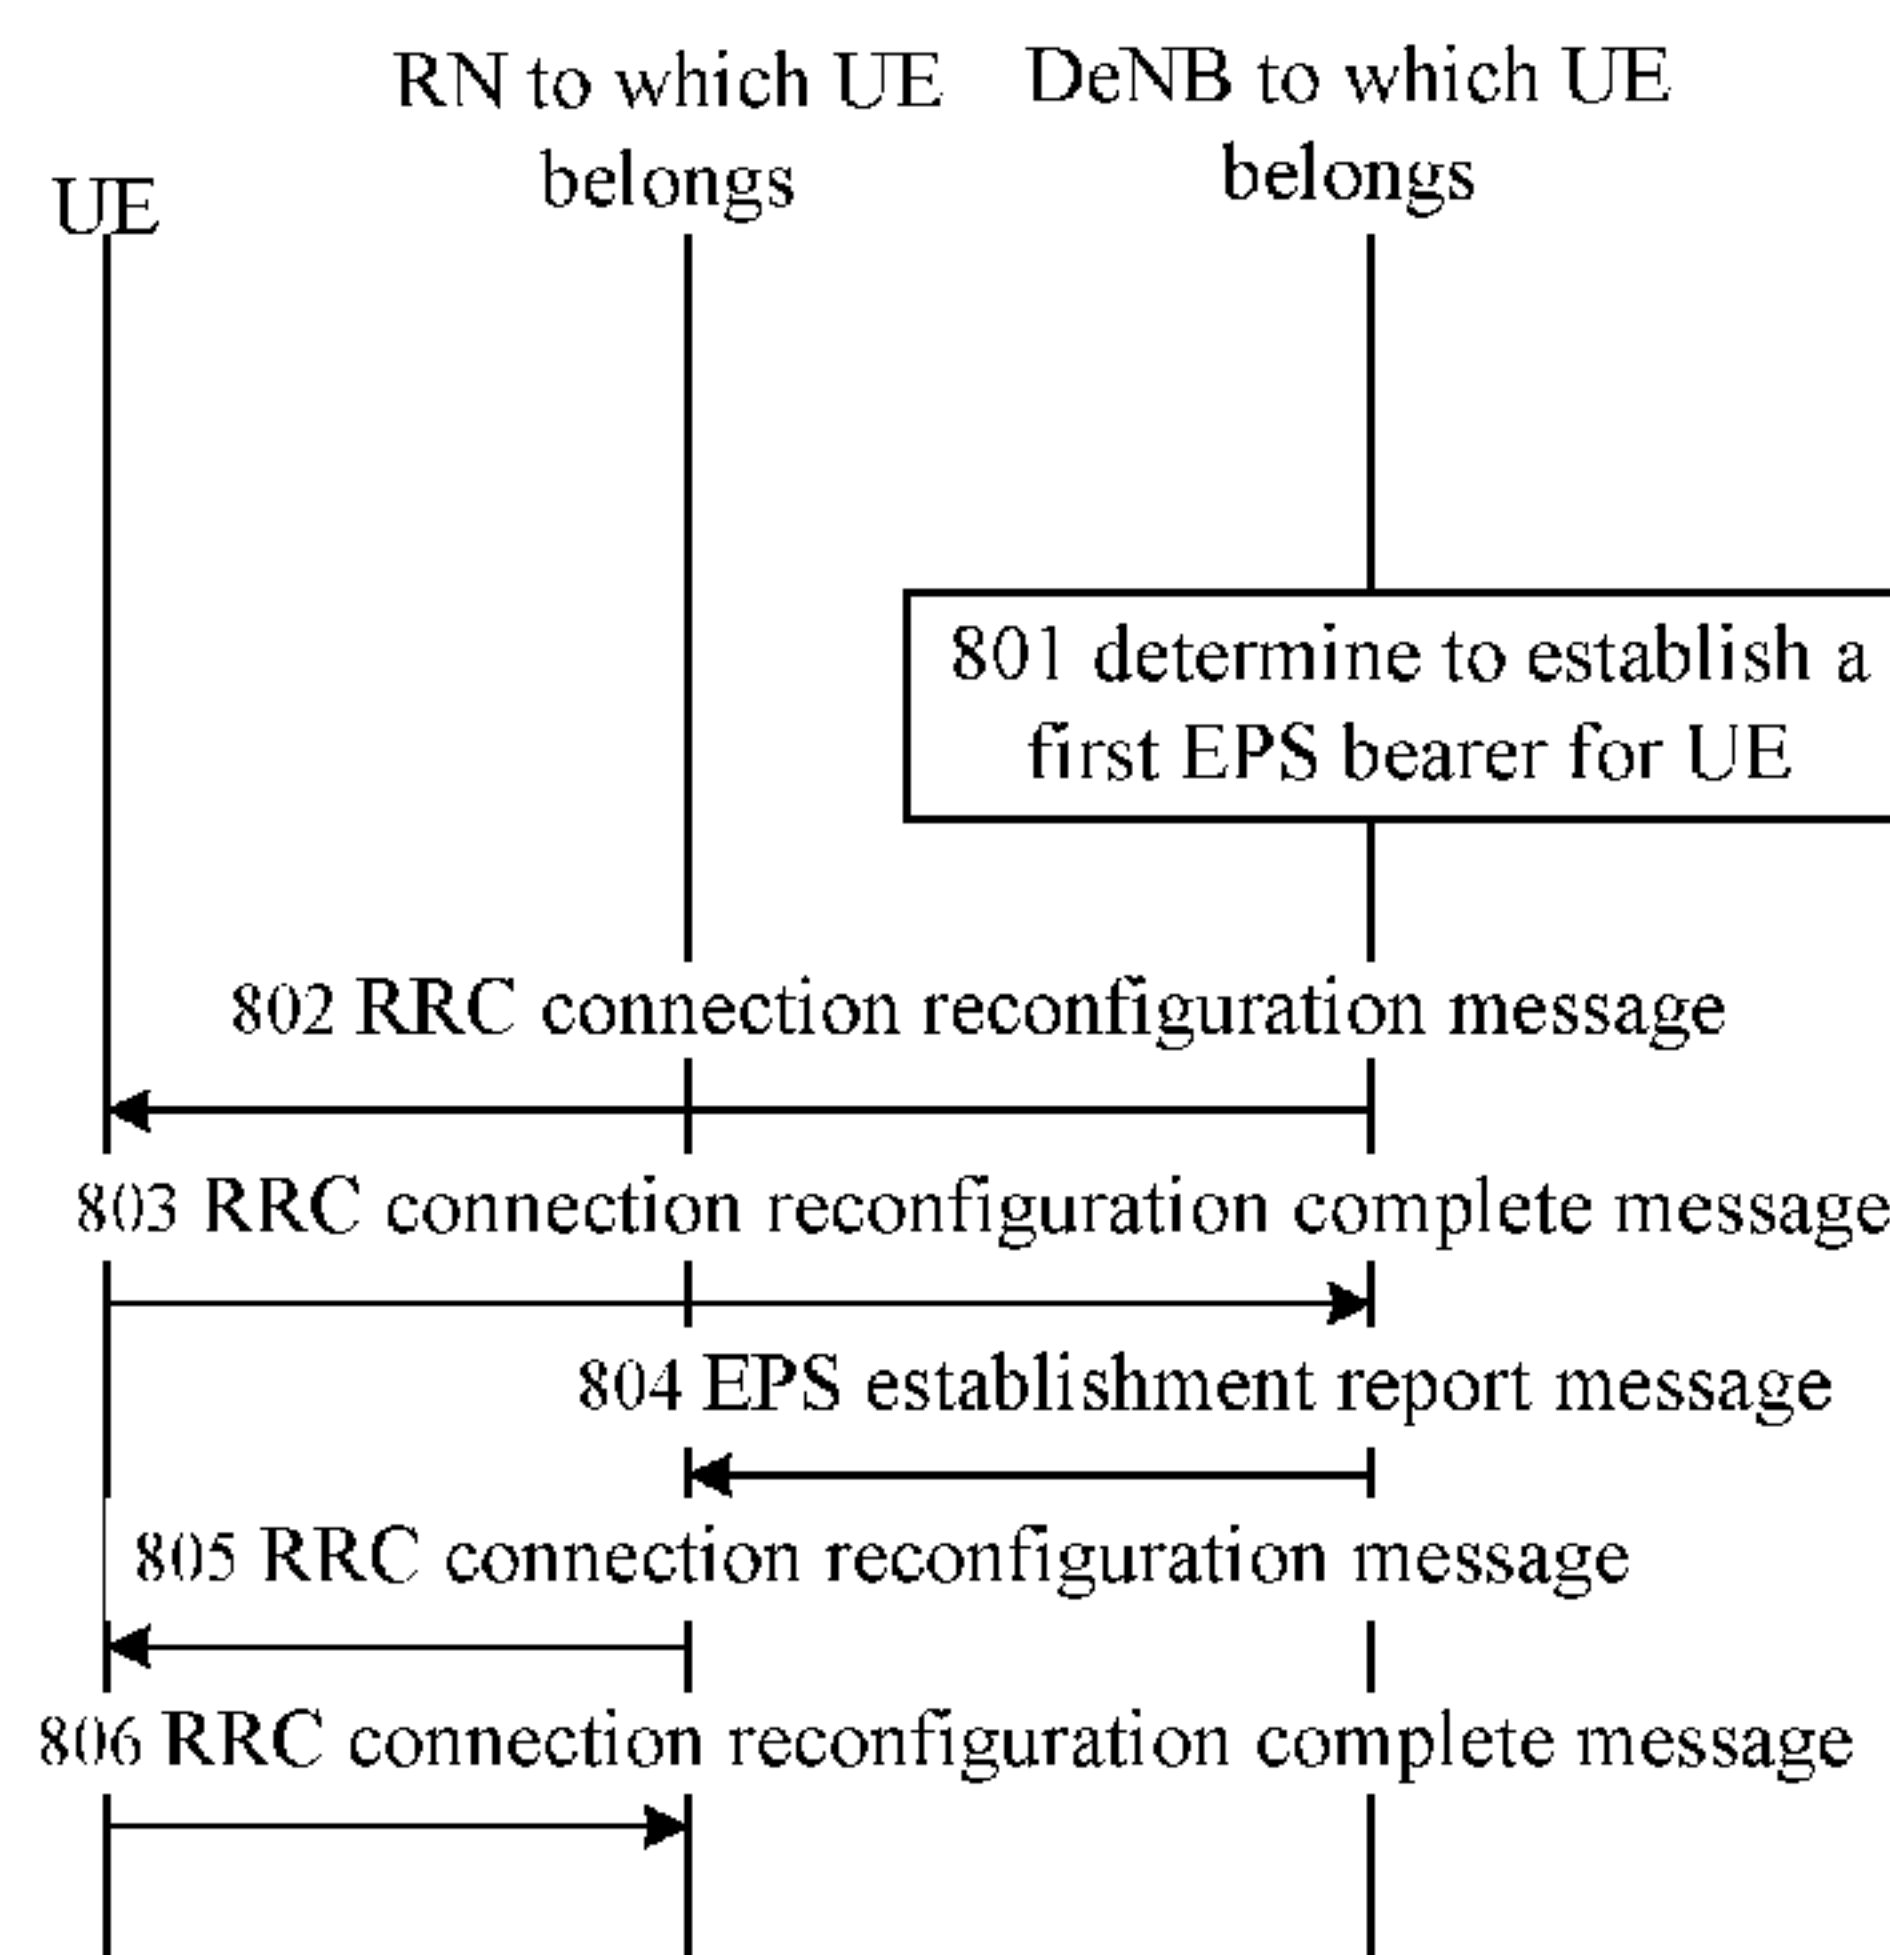 RN to which UE
belongs
DeNB to which UE
belongs
UE
801 determine to establish a
first EPS bearer for UE
802 RRC connection reconfiguration message
803 RRC connection reconfiguration complete message
804 EPS establishment report message
805 RRC connection reconfiguration message
806 RRC connection reconfiguration complete message